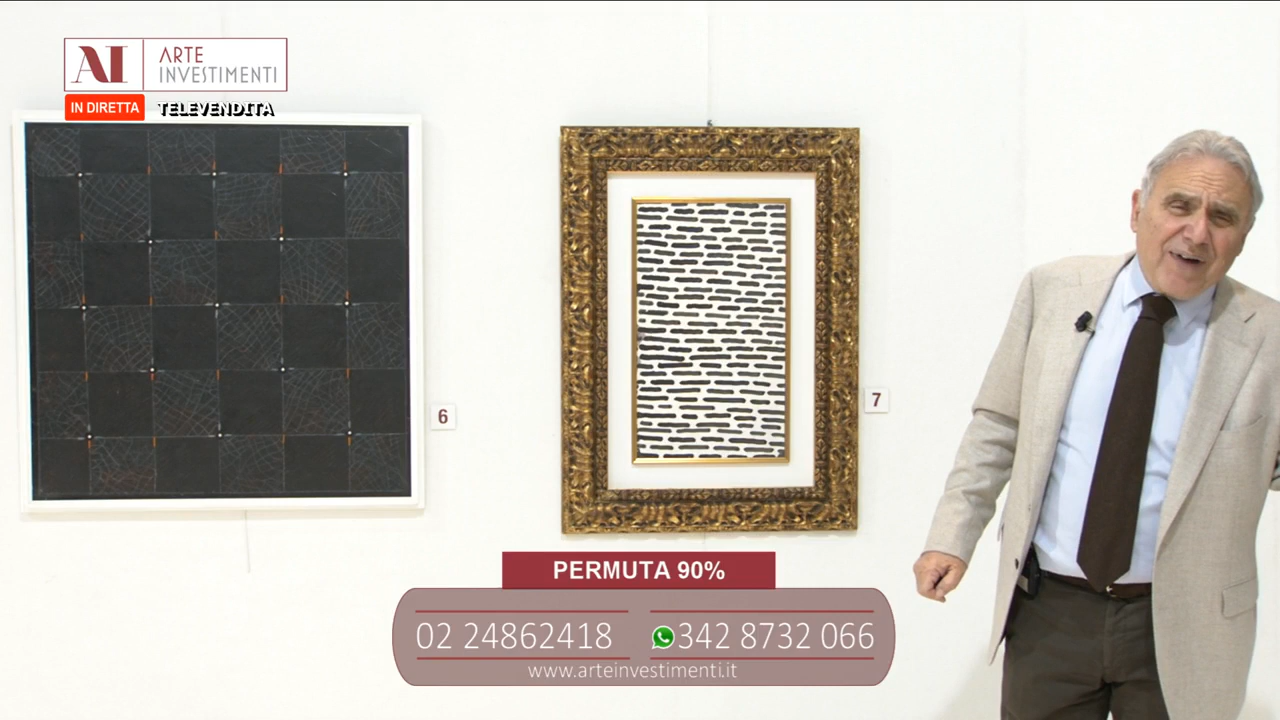 AI
ARTE
INVESTIMENTI
IN DIRETTA TELEVENDITA
6
7
PERMUTA 90%
02 24862418 342 8732 066
www.arteinvestimenti.it